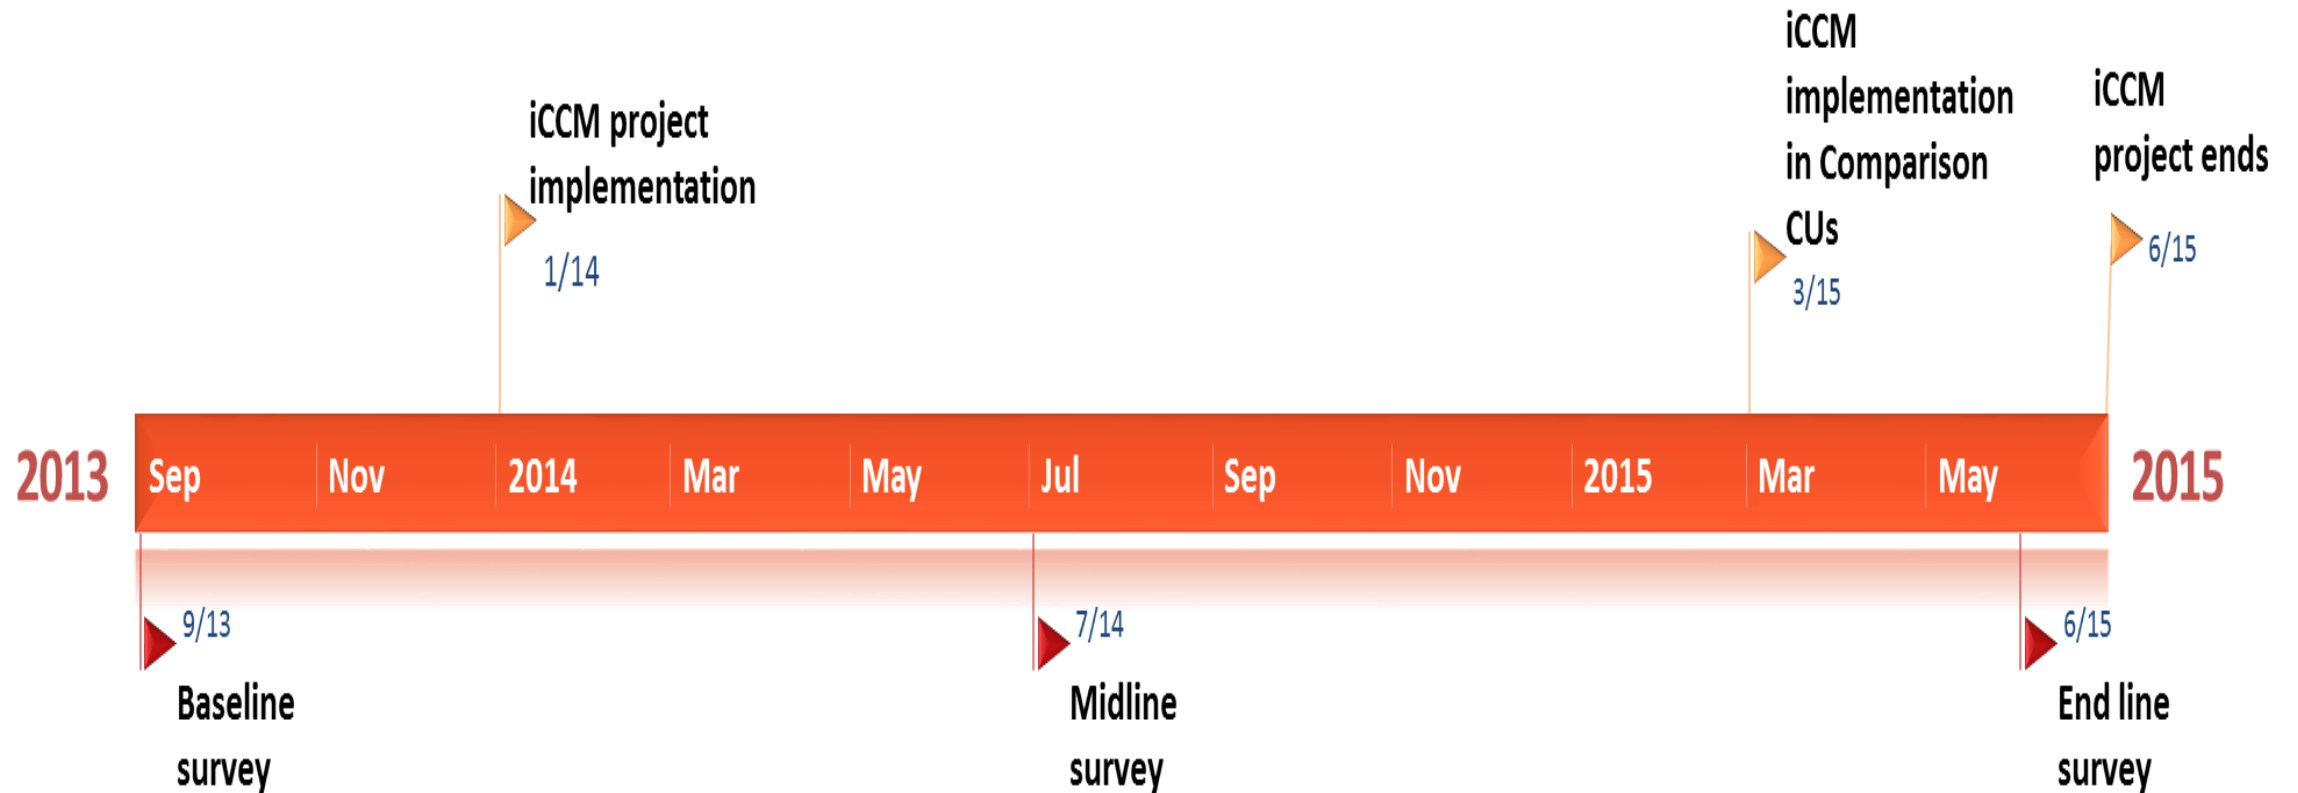 iCCM project
implementation
1/14
iCCM
implementation
in Comparison
CUs
3/15
iCCM
project ends
6/15
2013
Sep
Nov
2014
Mar
May
Jul
Sep
Nov
2015
Mar
May
2015
9/13
Baseline
survey
7/14
Midline
survey
6/15
End line
survey